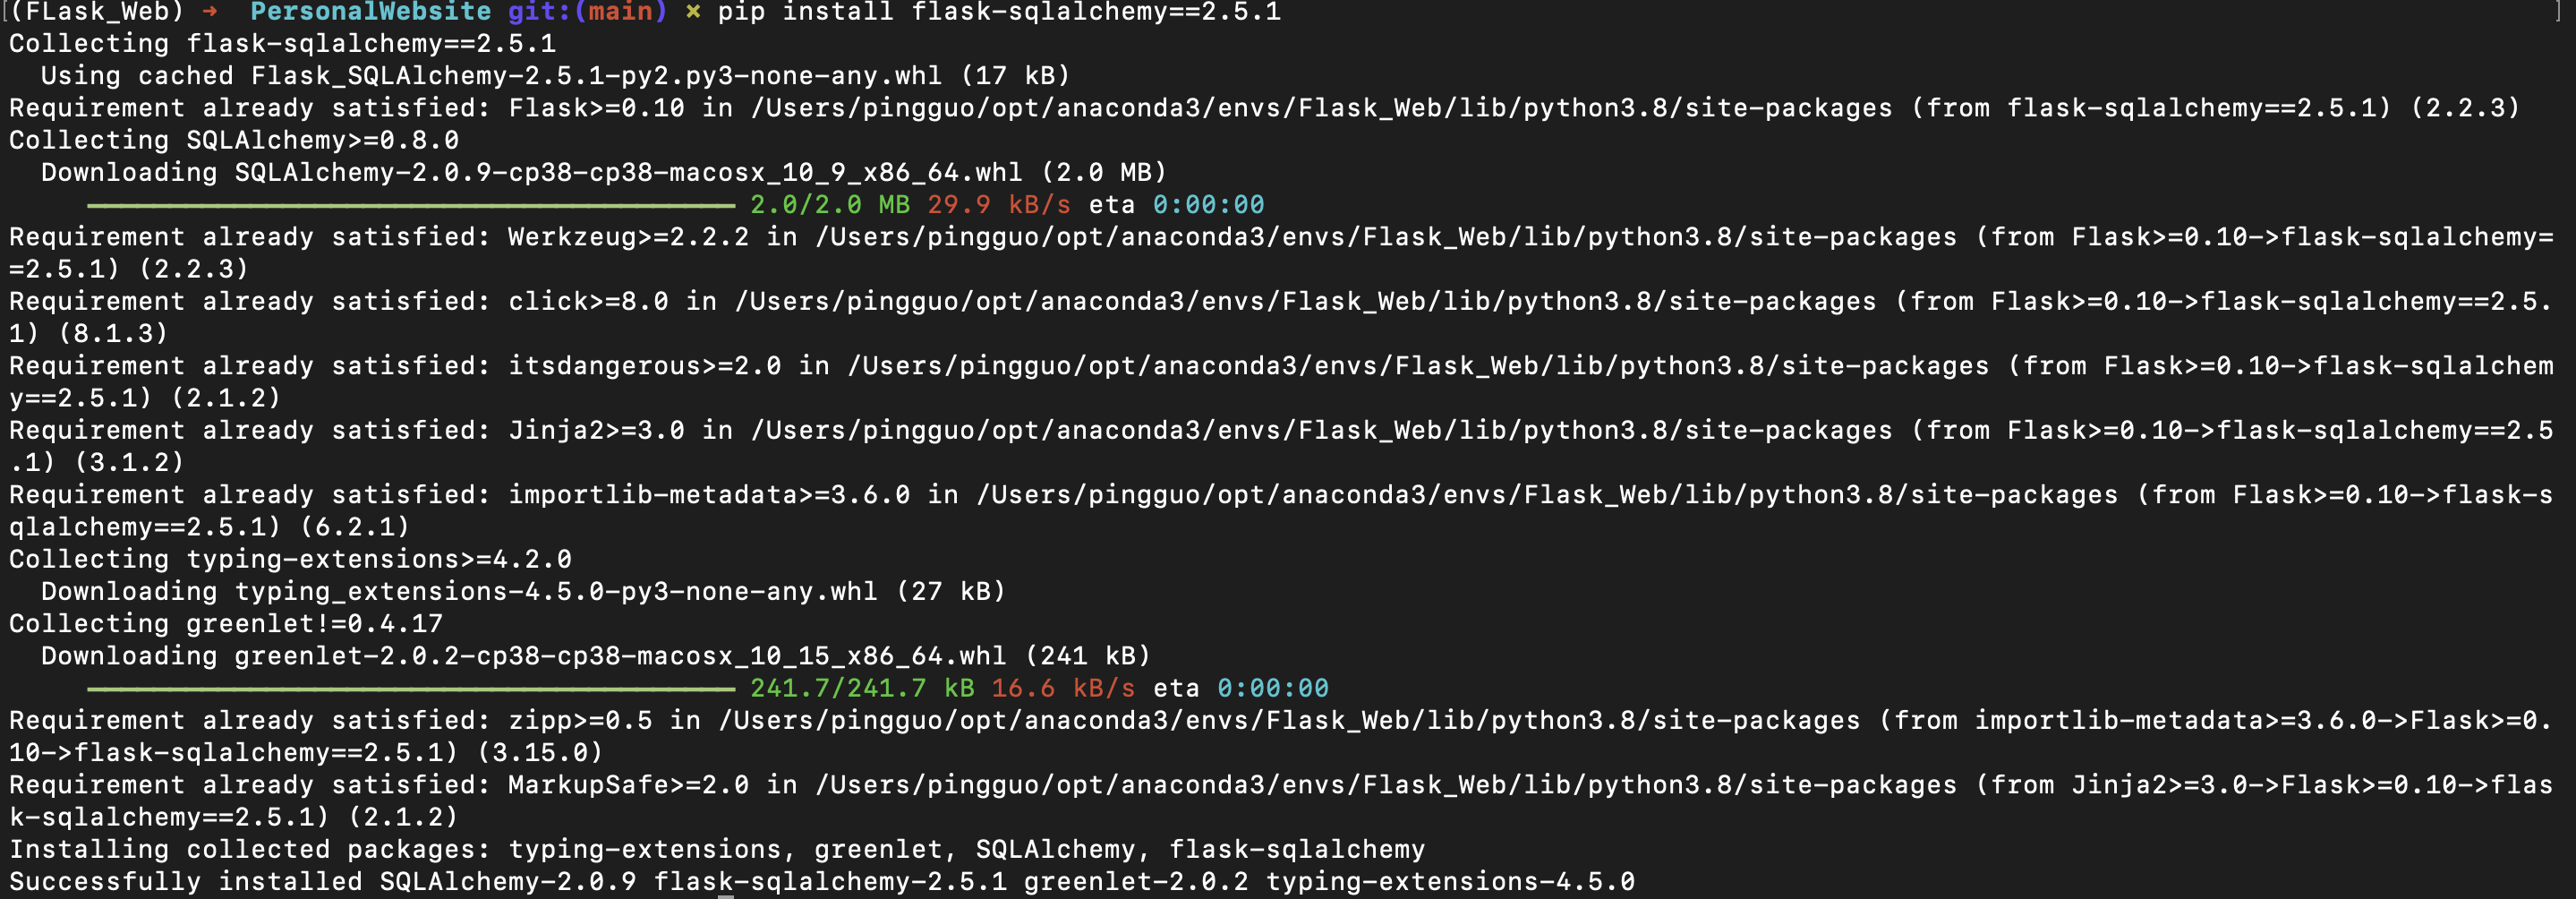 (FLask_Web) → PersonalWebsite git:(main) × pip install flask-sqlalchemy==2.5.1
Collecting flask-sqlalchemy==2.5.1
  Using cached Flask_SQLAlchemy-2.5.1-py2.py3-none-any.whl (17 kB)
Requirement already satisfied: Flask>=0.10 in /Users/pingguo/opt/anaconda3/envs/Flask_Web/lib/python3.8/site-packages (from flask-sqlalchemy==2.5.1) (2.2.3)
Collecting SQLAlchemy>=0.8.0
  Downloading SQLAlchemy-2.0.9-cp38-cp38-macosx_10_9_x86_64.whl (2.0 MB)
2.0/2.0 MB 29.9 kB/s eta 0:00:00
Requirement already satisfied: Werkzeug>=2.2.2 in /Users/pingguo/opt/anaconda3/envs/Flask_Web/lib/python3.8/site-packages (from Flask>=0.10->flask-sqlalchemy=
=2.5.1) (2.2.3)
Requirement already satisfied: click>=8.0 in /Users/pingguo/opt/anaconda3/envs/Flask_Web/lib/python3.8/site-packages (from Flask>=0.10->flask-sqlalchemy==2.5.
1) (8.1.3)
Requirement already satisfied: itsdangerous>=2.0 in /Users/pingguo/opt/anaconda3/envs/Flask_Web/lib/python3.8/site-packages (from Flask>=0.10->flask-sqlalchem
y==2.5.1) (2.1.2)
Requirement already satisfied: Jinja2>=3.0 in /Users/pingguo/opt/anaconda3/envs/Flask_Web/lib/python3.8/site-packages (from Flask>=0.10->flask-sqlalchemy==2.5
.1) (3.1.2)
Requirement already satisfied: importlib-metadata>=3.6.0 in /Users/pingguo/opt/anaconda3/envs/Flask_Web/lib/python3.8/site-packages (from Flask>=0.10->flask-s
qlalchemy==2.5.1) (6.2.1)
Collecting typing-extensions>=4.2.0
  Downloading typing_extensions-4.5.0-py3-none-any.whl (27 kB)
Collecting greenlet!=0.4.17
  Downloading greenlet-2.0.2-cp38-cp38-macosx_10_15_x86_64.whl (241 kB)
241.7/241.7 kB 16.6 kB/s eta 0:00:00
Requirement already satisfied: zipp>=0.5 in /Users/pingguo/opt/anaconda3/envs/Flask_Web/lib/python3.8/site-packages (from importlib-metadata>=3.6.0->Flask>=0.
10->flask-sqlalchemy==2.5.1) (3.15.0)
Requirement already satisfied: MarkupSafe>=2.0 in /Users/pingguo/opt/anaconda3/envs/Flask_Web/lib/python3.8/site-packages (from Jinja2>=3.0->Flask>=0.10->flas
k-sqlalchemy==2.5.1) (2.1.2)
Installing collected packages: typing-extensions, greenlet, SQLAlchemy, flask-sqlalchemy
Successfully installed SQLAlchemy-2.0.9 flask-sqlalchemy-2.5.1 greenlet-2.0.2 typing-extensions-4.5.0